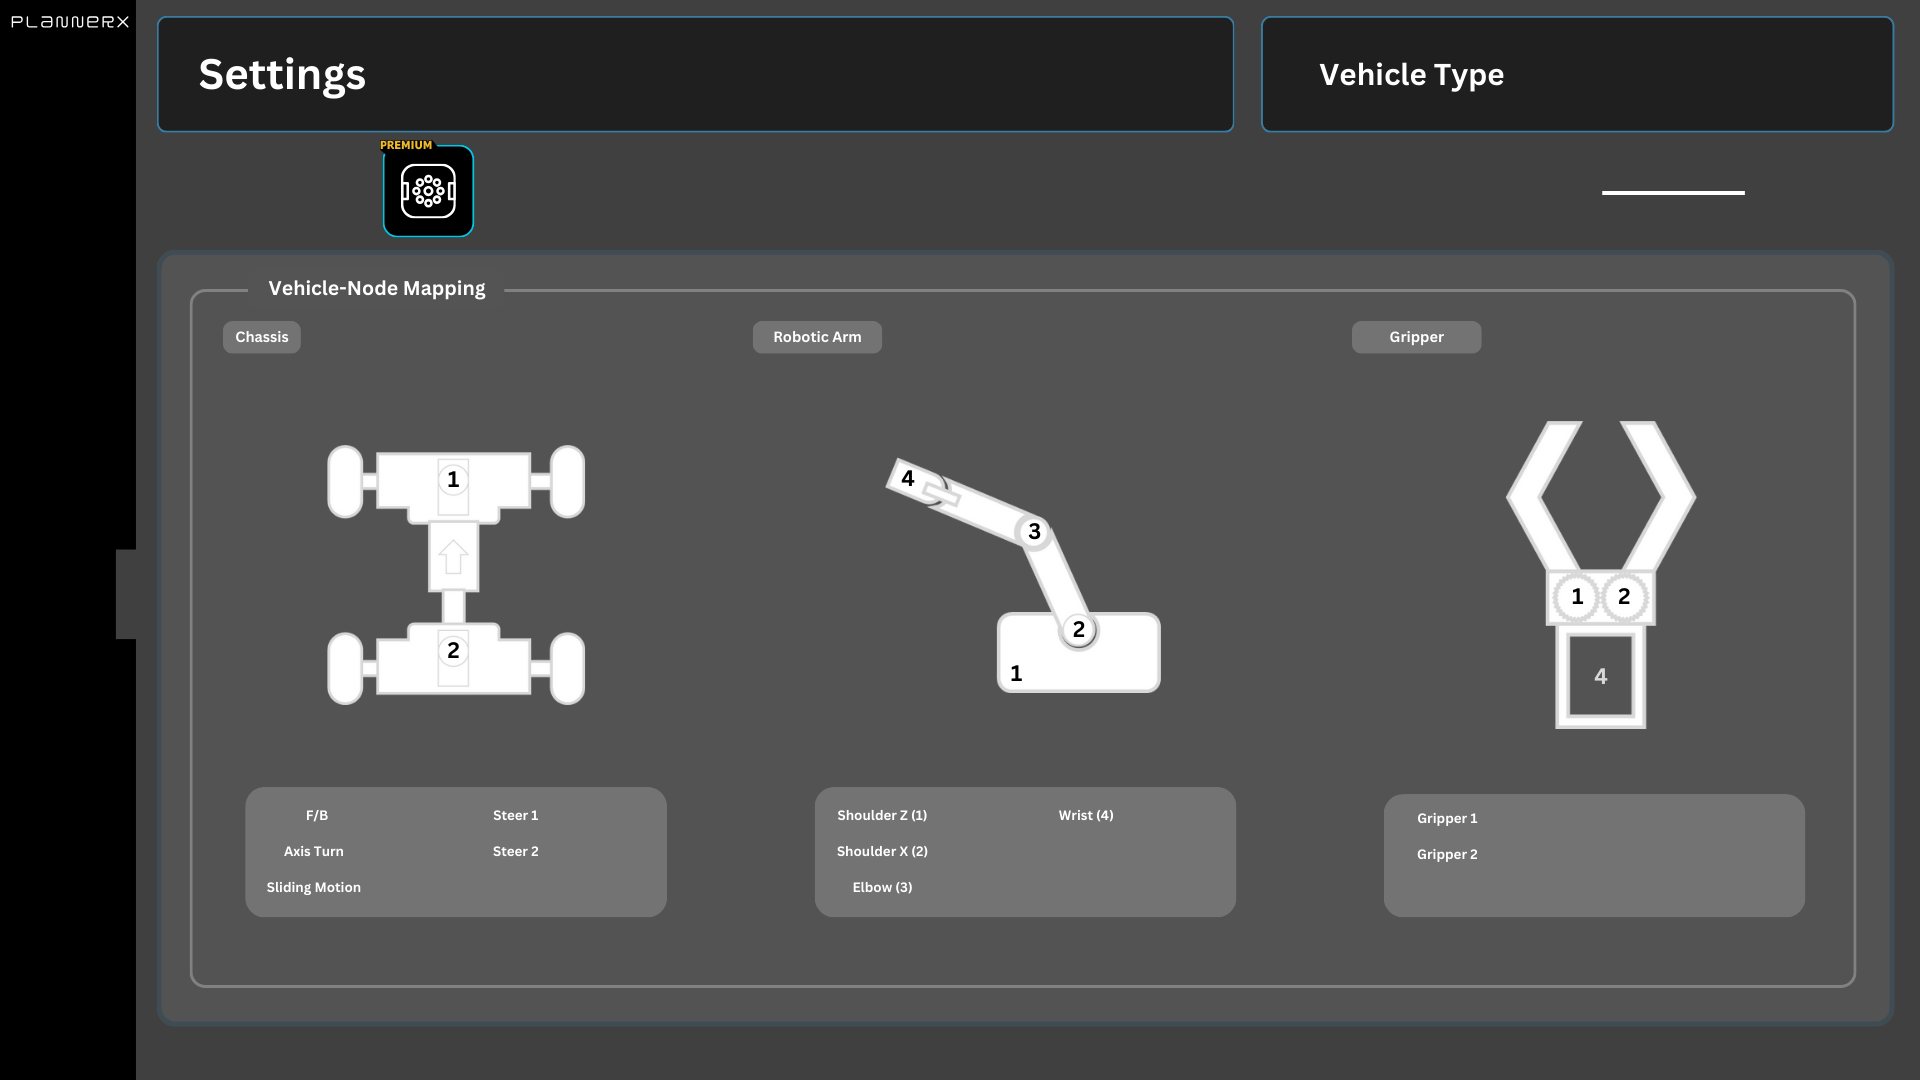 PLANNERX
Settings
Vehicle Type
PREMIUM
Vehicle-Node Mapping
Chassis
Robotic Arm
Gripper
1
2
4
3
2
1
1 2
4
F/B
Steer 1
Axis Turn
Steer 2
Sliding Motion
Shoulder Z (1)
Wrist (4)
Shoulder X (2)
Elbow (3)
Gripper 1
Gripper 2